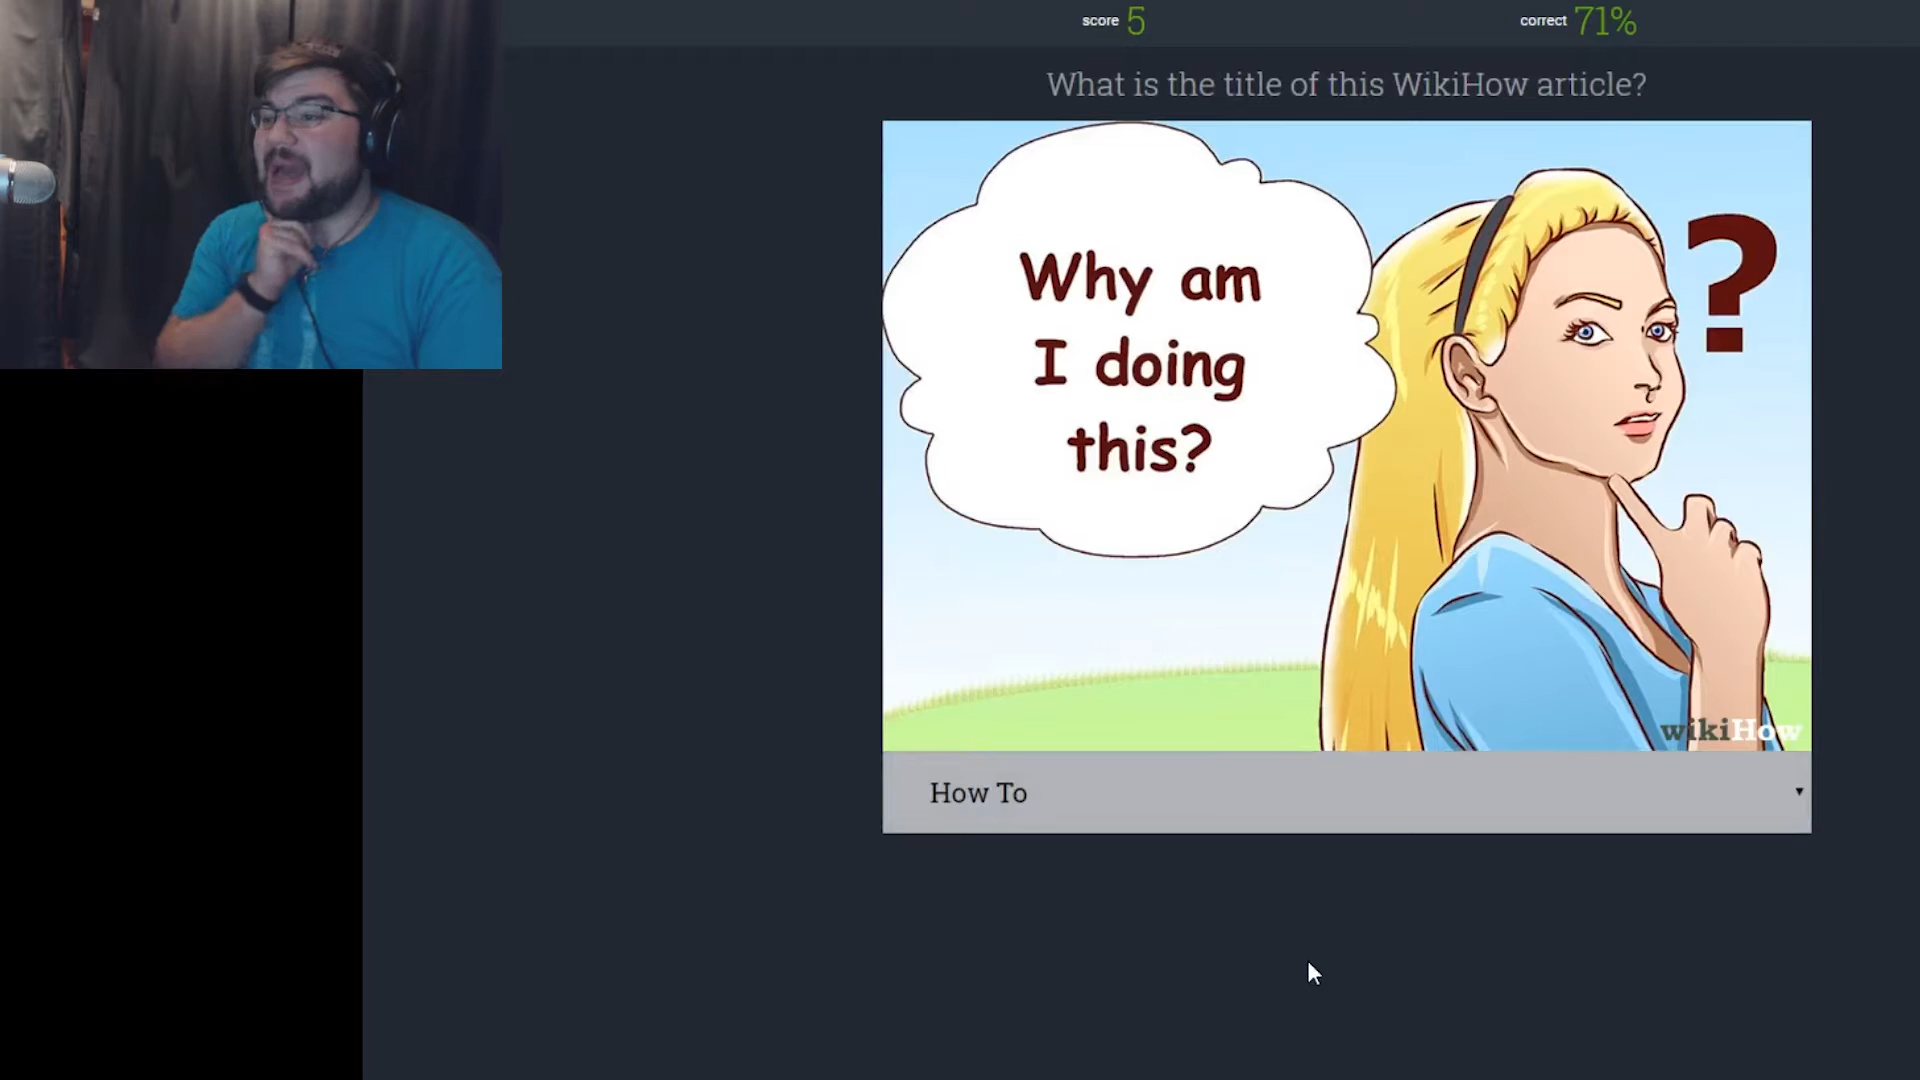 score 5
correct 71%
What is the title of this WikiHow article?
Why am
I doing
this?
?
wikiHow
How To